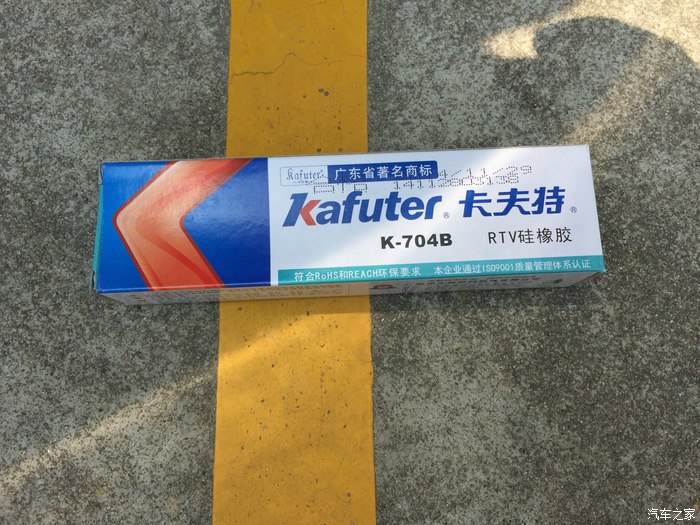 Kafuter
广东省著名商标
Kafuter® 卡夫特®
K-704B RTV硅橡胶
符合RoHS和REACH环保要求 本企业通过ISO9001质量管理体系认证
汽车之家